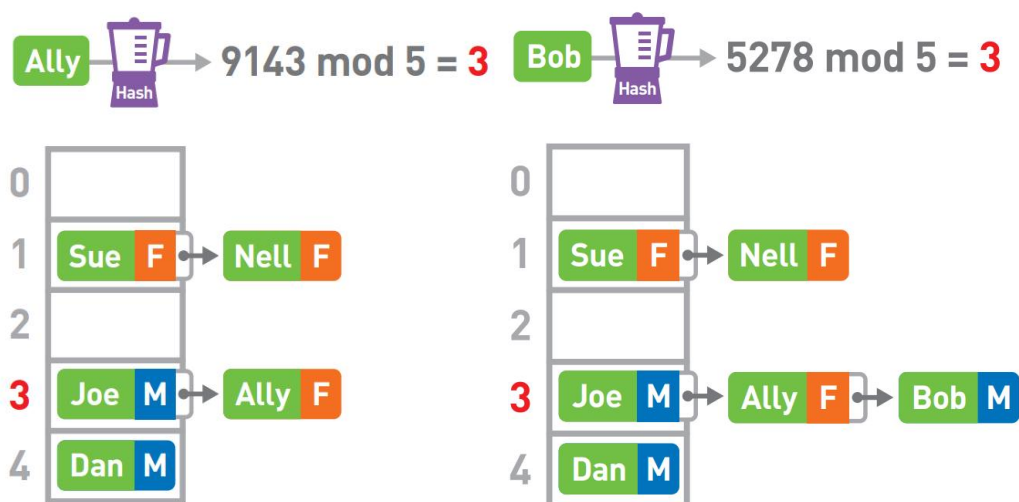 Ally Hash 9143 mod 5 = 3
0
1 Sue F Nell F
2
3 Joe M Ally F
4 Dan M
Bob Hash 5278 mod 5 = 3
0
1 Sue F Nell F
2
3 Joe M Ally F Bob M
4 Dan M